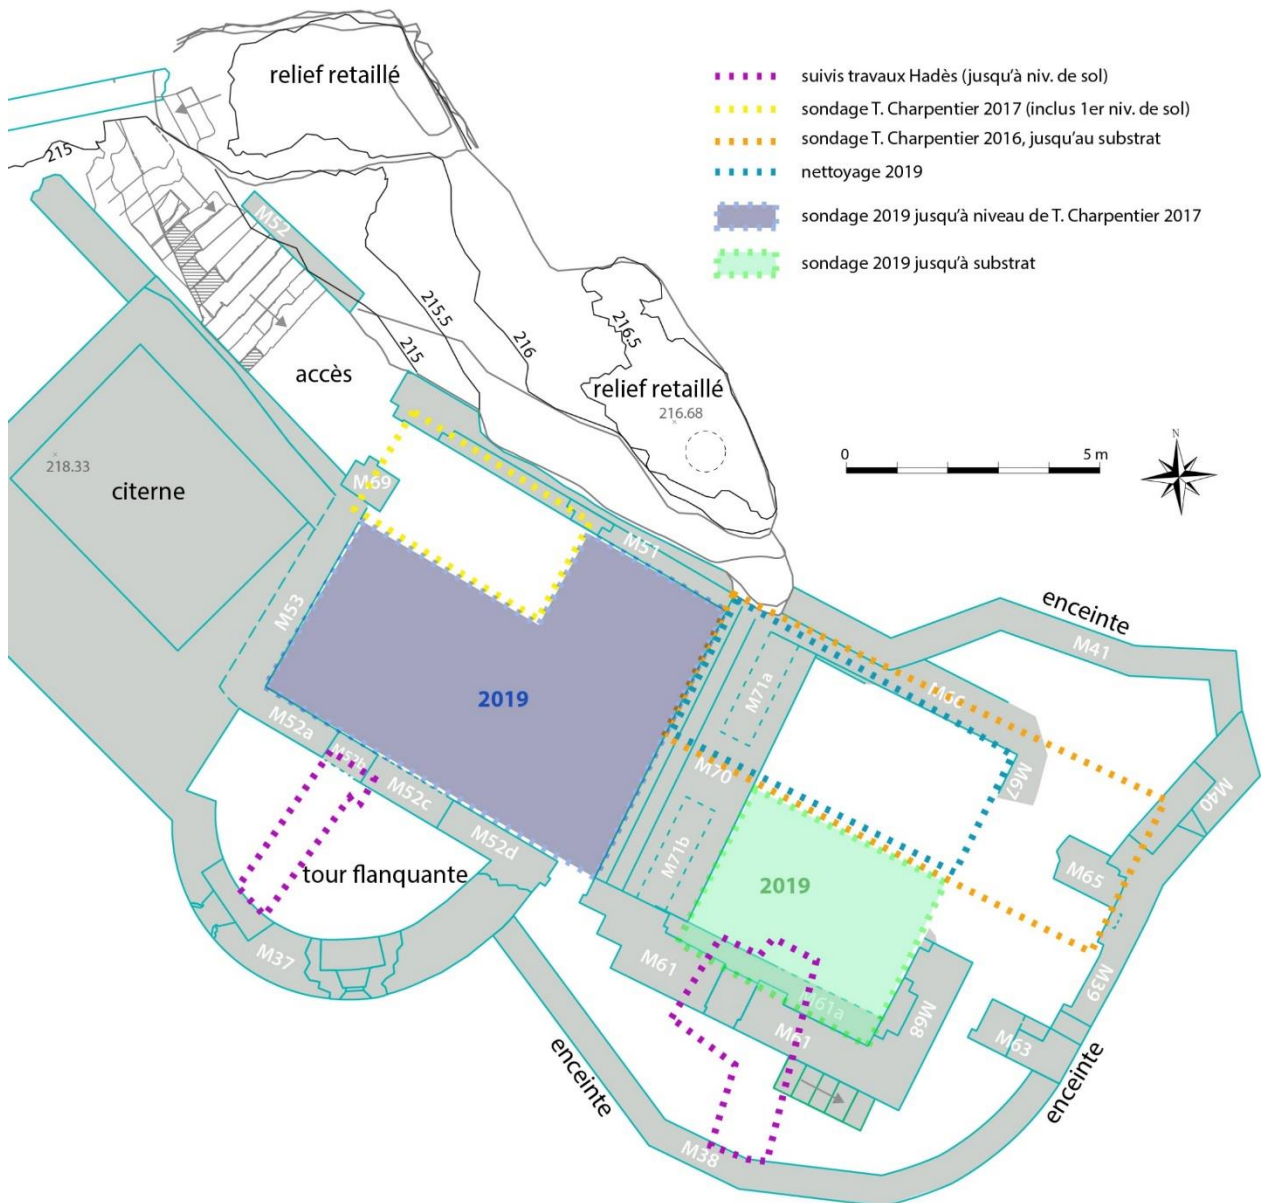 relief retaillé
suivis travaux Hadès (jusqu'à niv. de sol)
sondage T. Charpentier 2017 (inclus 1er niv. de sol)
sondage T. Charpentier 2016, jusqu'au substrat
nettoyage 2019
sondage 2019 jusqu'à niveau de T. Charpentier 2017
sondage 2019 jusqu'à substrat
215
M52
215.5
216
216.5
215
accès
relief retaillé
216.68
0
5 m
N
218.33
citerne
M69
M51
M53
enceinte
M41
M66
M71a
2019
M52a
M52b
M52c
M52d
M70
M67
M40
M71b
2019
M65
tour flanquante
M37
M61
M61a
M61
M68
M39
M63
enceinte
enceinte
M38